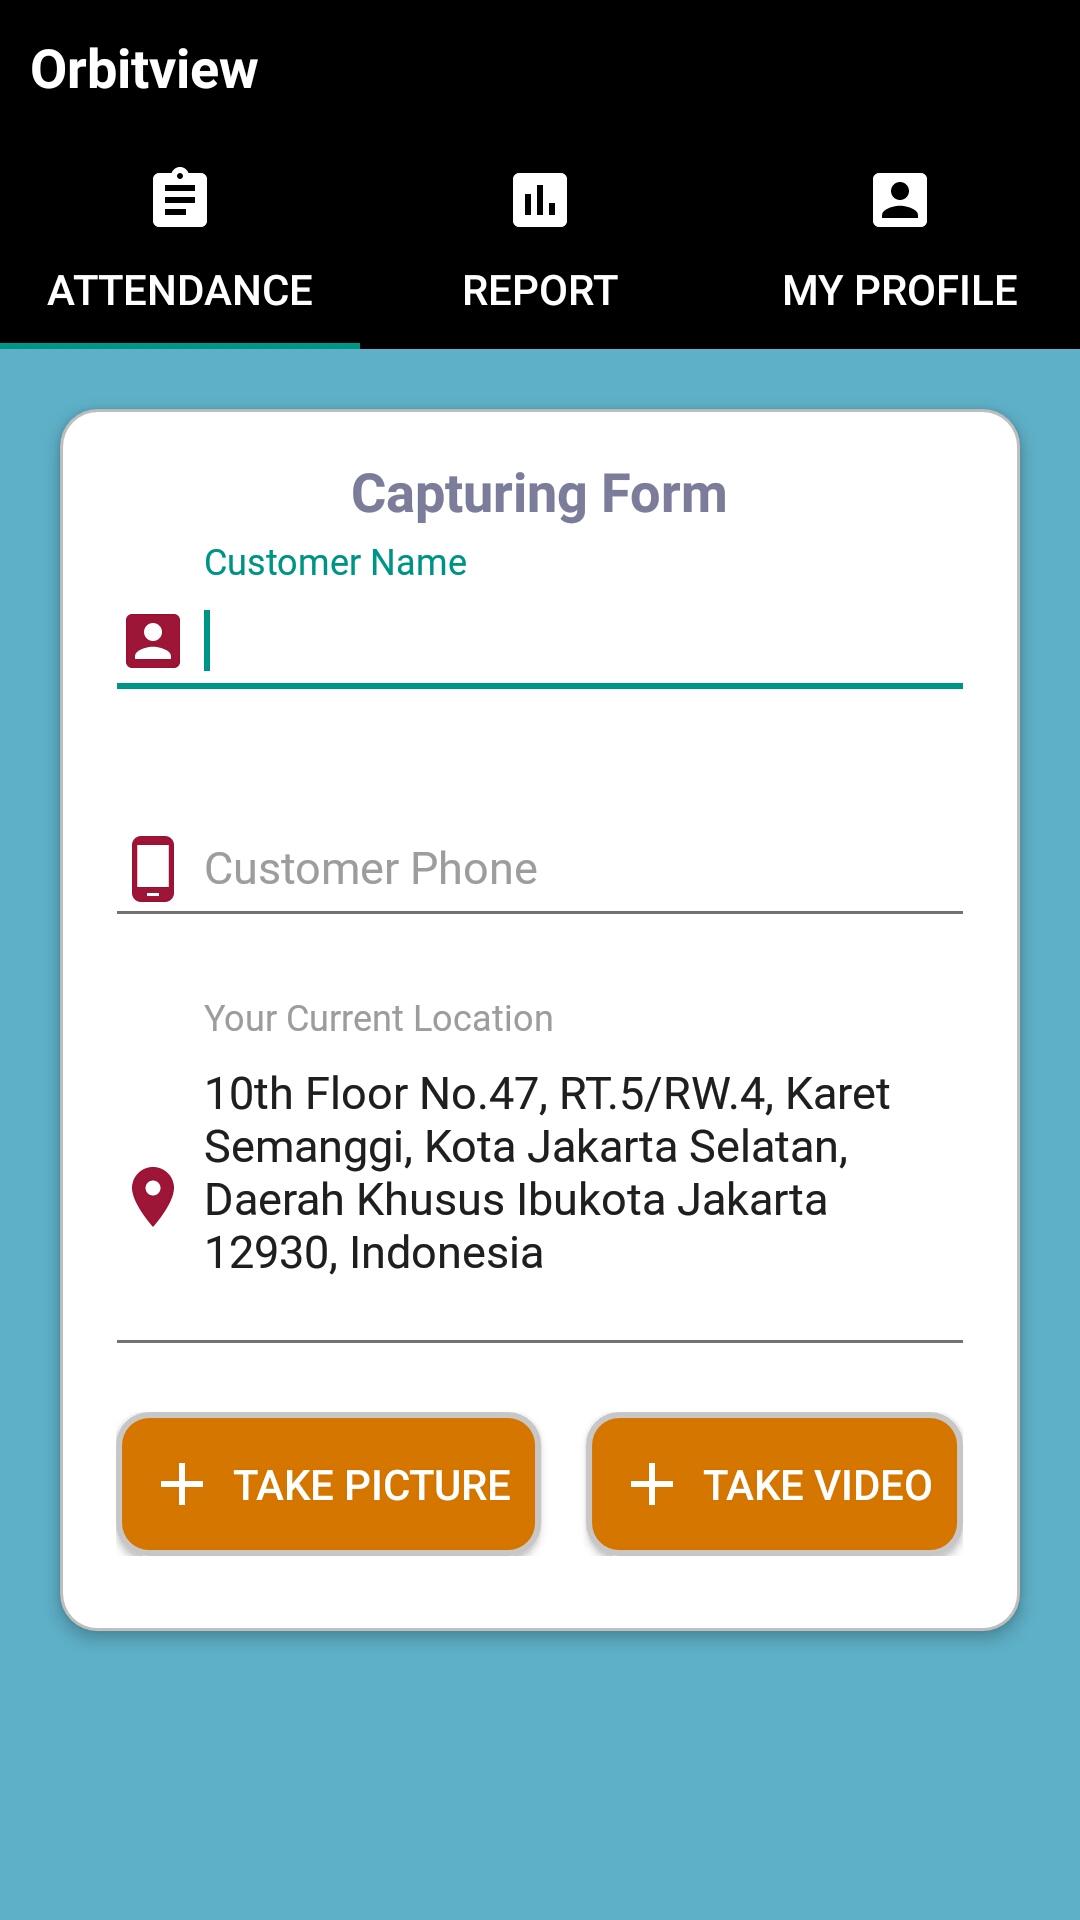 Orbitview
ATTENDANCE
REPORT
MY PROFILE
Capturing Form
Customer Name
Customer Phone
Your Current Location
10th Floor No.47, RT.5/RW.4, Karet
Semanggi, Kota Jakarta Selatan,
Daerah Khusus Ibukota Jakarta
12930, Indonesia
TAKE PICTURE
TAKE VIDEO